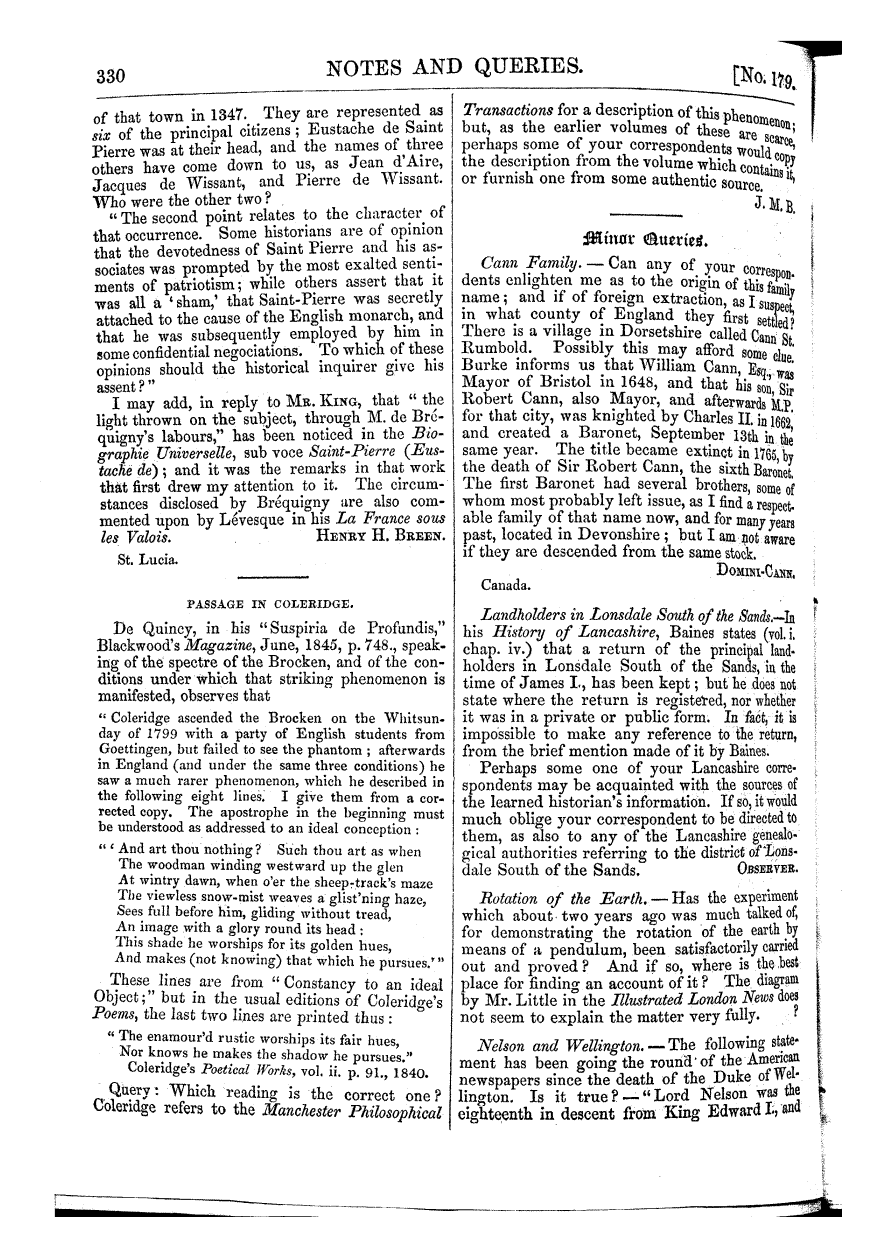 330
NOTES AND QUERIES.
[No. 179.
of that town in 1347. They are represented as
six of the principal citizens; Eustache de Saint
Pierre was at their head, and the names of three
others have come down to us, as Jean d'Aire,
Jacques de Wissant, and Pierre de Wissant.
Who were the other two?
"The second point relates to the character of
that occurrence. Some historians are of opinion
that the devotedness of Saint Pierre and his as-
sociates was prompted by the most exalted senti-
ments of patriotism; while others assert that it
was all a 'sham,' that Saint-Pierre was secretly
attached to the cause of the English monarch, and
that he was subsequently employed by him in
some confidential negociations. To which of these
opinions should the historical inquirer give his
assent?"
I may add, in reply to MR. KING, that "the
light thrown on the subject, through M. de Bré-
quigny's labours," has been noticed in the Bio-
graphie Universelle, sub voce Saint-Pierre (Eus-
tache de); and it was the remarks in that work
that first drew my attention to it. The circum-
stances disclosed by Bréquigny are also com-
mented upon by Lévesque in his La France sous
les Valois. HENRY H. BREEN.
St. Lucia.
PASSAGE IN COLERIDGE.
De Quincy, in his "Suspiria de Profundis,"
Blackwood's Magazine, June, 1845, p. 748., speak-
ing of the spectre of the Brocken, and of the con-
ditions under which that striking phenomenon is
manifested, observes that
"Coleridge ascended the Brocken on the Whitsun-
day of 1799 with a party of English students from
Goettingen, but failed to see the phantom; afterwards
in England (and under the same three conditions) he
saw a much rarer phenomenon, which he described in
the following eight lines. I give them from a cor-
rected copy. The apostrophe in the beginning must
be understood as addressed to an ideal conception:
"'And art thou nothing? Such thou art as when
The woodman winding westward up the glen
At wintry dawn, when o'er the sheep-track's maze
The viewless snow-mist weaves a glist'ning haze,
Sees full before him, gliding without tread,
An image with a glory round its head:
This shade he worships for its golden hues,
And makes (not knowing) that which he pursues.'"
These lines are from "Constancy to an ideal
Object;" but in the usual editions of Coleridge's
Poems, the last two lines are printed thus:
"The enamour'd rustic worships its fair hues,
Nor knows he makes the shadow he pursues."
Coleridge's Poetical Works, vol. ii. p. 91., 1840.
Query: Which reading is the correct one?
Coleridge refers to the Manchester Philosophical
Transactions for a description of this phenomenon;
but, as the earlier volumes of these are scarce,
perhaps some of your correspondents would copy
the description from the volume which contains it,
or furnish one from some authentic source.
J. M. B.
Minor Queries.
Cann Family. — Can any of your correspon-
dents enlighten me as to the origin of this family
name; and if of foreign extraction, as I suspect,
in what county of England they first settled?
There is a village in Dorsetshire called Cann St.
Rumbold. Possibly this may afford some clue.
Burke informs us that William Cann, Esq., was
Mayor of Bristol in 1648, and that his son, Sir
Robert Cann, also Mayor, and afterwards M.P.
for that city, was knighted by Charles II. in 1662,
and created a Baronet, September 13th in the
same year. The title became extinct in 1765, by
the death of Sir Robert Cann, the sixth Baronet.
The first Baronet had several brothers, some of
whom most probably left issue, as I find a respect-
able family of that name now, and for many years
past, located in Devonshire; but I am not aware
if they are descended from the same stock.
DOMINI-CANN.
Canada.
Landholders in Lonsdale South of the Sands.—In
his History of Lancashire, Baines states (vol. i.
chap. iv.) that a return of the principal land-
holders in Lonsdale South of the Sands, in the
time of James I., has been kept; but he does not
state where the return is registered, nor whether
it was in a private or public form. In fact, it is
impossible to make any reference to the return,
from the brief mention made of it by Baines.
Perhaps some one of your Lancashire corre-
spondents may be acquainted with the sources of
the learned historian's information. If so, it would
much oblige your correspondent to be directed to
them, as also to any of the Lancashire genealo-
gical authorities referring to the district of Lons-
dale South of the Sands. OBSERVER.
Rotation of the Earth. — Has the experiment
which about two years ago was much talked of,
for demonstrating the rotation of the earth by
means of a pendulum, been satisfactorily carried
out and proved? And if so, where is the best
place for finding an account of it? The diagram
by Mr. Little in the Illustrated London News does
not seem to explain the matter very fully. ?
Nelson and Wellington. — The following state-
ment has been going the round of the American
newspapers since the death of the Duke of Wel-
lington. Is it true? — "Lord Nelson was the
eighteenth in descent from King Edward I., and